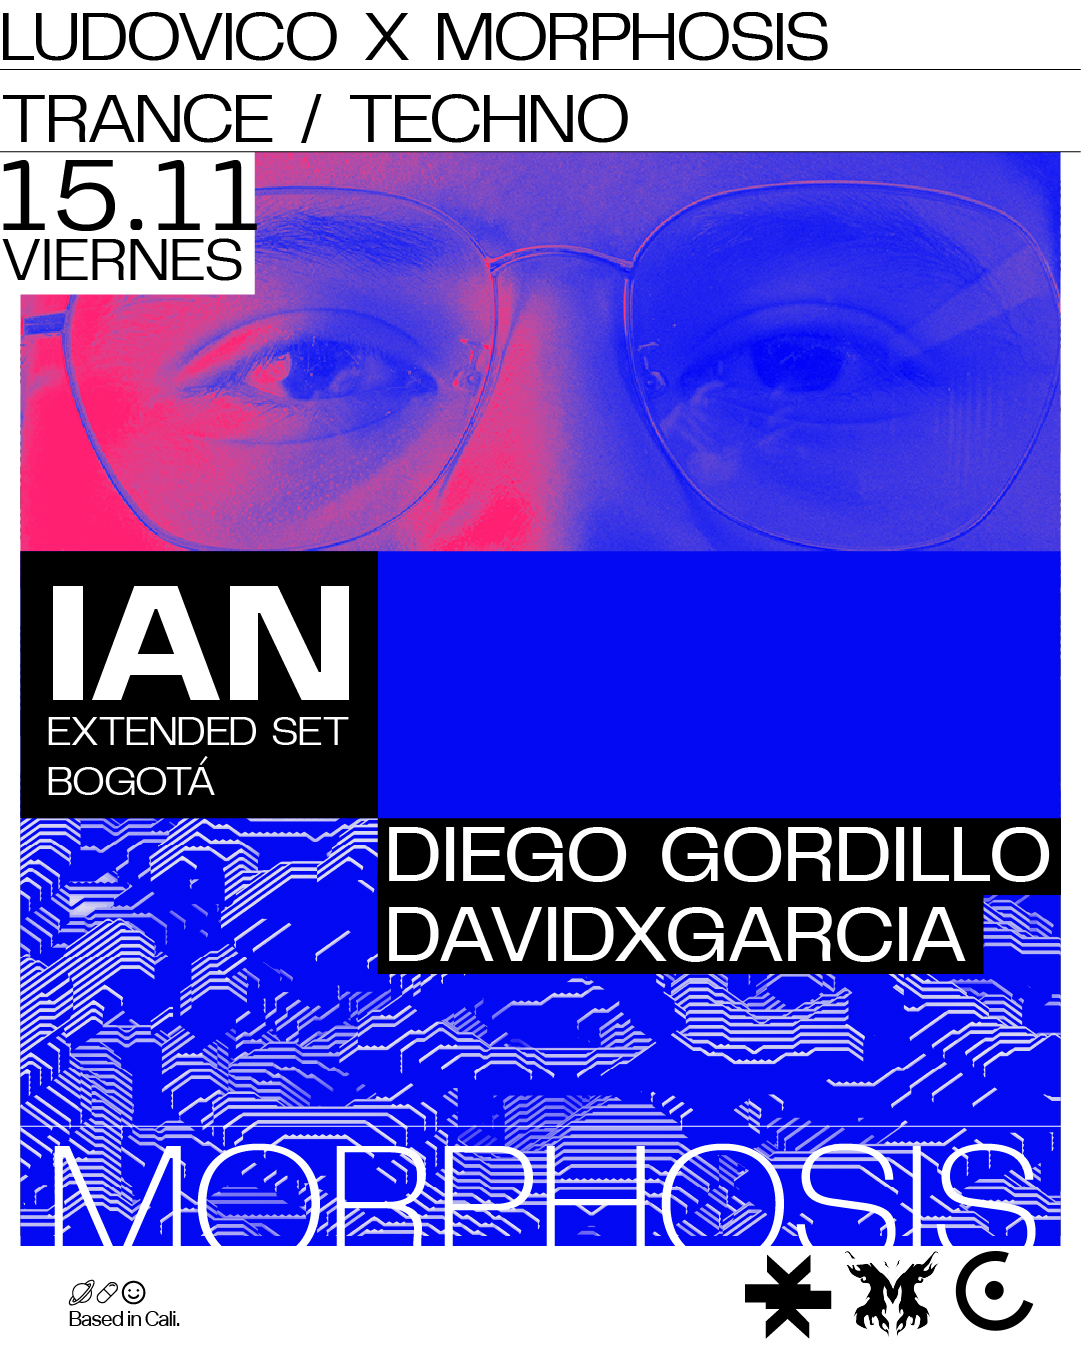 LUDOVICO X MORPHOSIS
TRANCE / TECHNO
15.11
VIERNES
IAN
EXTENDED SET
BOGOTÁ
DIEGO GORDILLO
DAVIDXGARCIA
MORPHOSIS
Based in Cali.